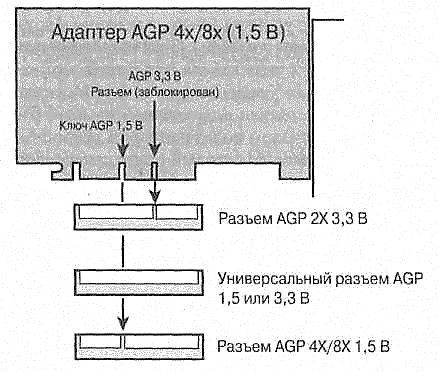 Адаптер AGP 4x/8x (1,5 В)
AGP 3,3 В
Разъем (заблокирован)
Ключ AGP 1,5 В
Разъем AGP 2X 3,3 В
Универсальный разъем AGP
1,5 или 3,3 В
Разъем AGP 4X/8X 1,5 В